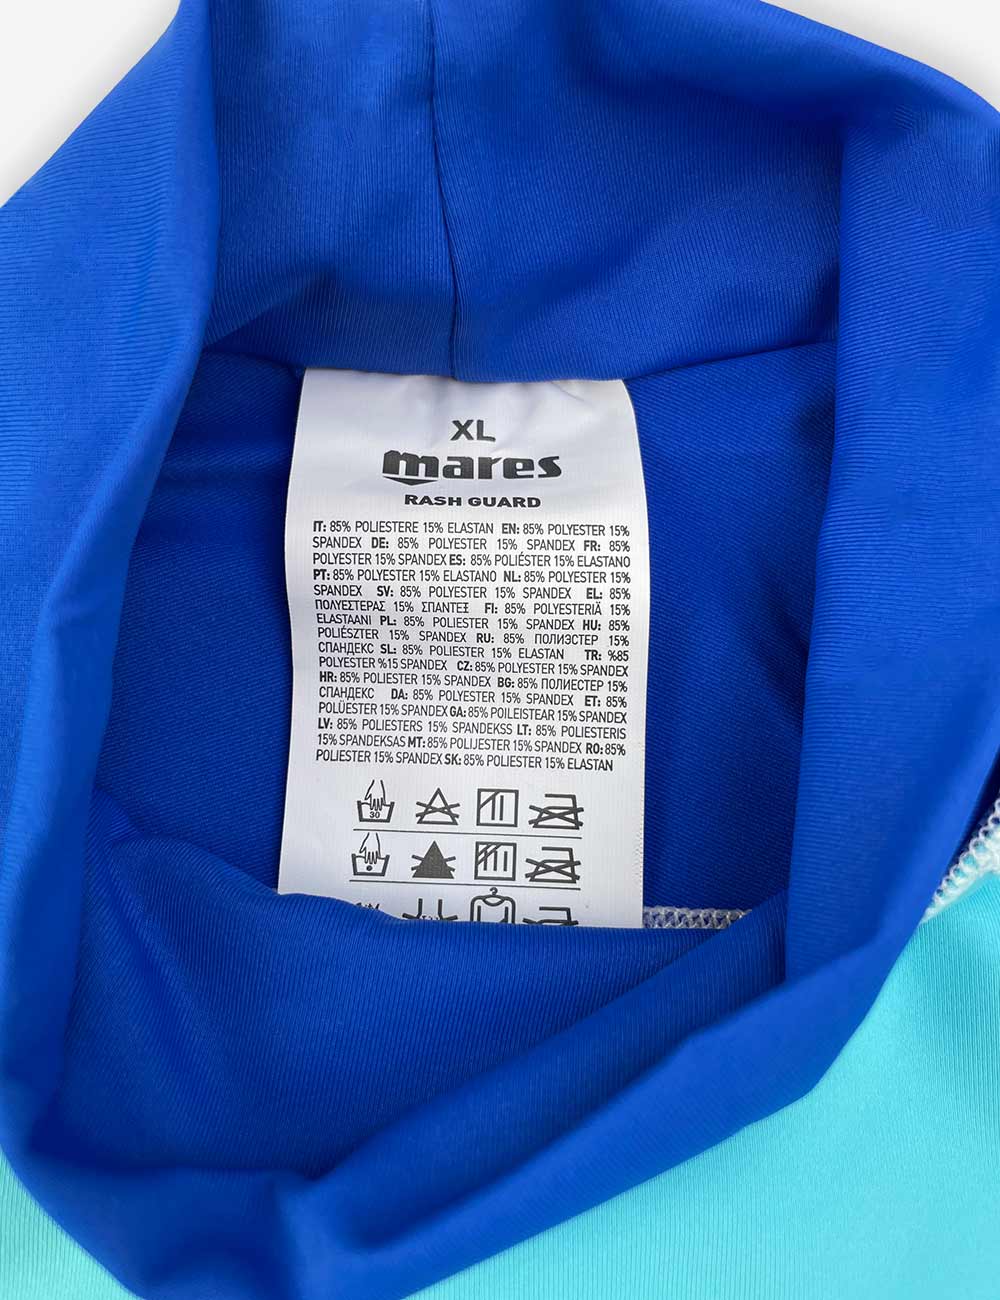 XL
mares
RASH GUARD
IT: 85% POLIESTERE 15% ELASTAN EN: 85% POLYESTER 15%
SPANDEX DE: 85% POLYESTER 15% SPANDEX FR: 85%
POLYESTER 15% SPANDEX ES: 85% POLIÉSTER 15% ELASTANO
PT: 85% POLYESTER 15% ELASTANO NL: 85% POLYESTER 15%
SPANDEX SV: 85% POLYESTER 15% SPANDEX EL: 85%
ΠΟΛΥΕΣΤΕΡΑΣ 15% ΣΠΑΝΤΕΞ FI: 85% POLYESTERIÄ 15%
ELASTAANI PL: 85% POLIESTER 15% SPANDEX HU: 85%
POLIÉSZTER 15% SPANDEX RU: 85% ПОЛИЭСТЕР 15%
СПАНДЕКС SL: 85% POLIESTER 15% ELASTAN TR: %85
POLYESTER %15 SPANDEX CZ: 85% POLYESTER 15% SPANDEX
HR: 85% POLIESTER 15% SPANDEX BG: 85% ПОЛИЕСТЕР 15%
СПАНДЕКС DA: 85% POLYESTER 15% SPANDEX ET: 85%
POLÜESTER 15% SPANDEX GA: 85% POILEISTEAR 15% SPANDEX
LV: 85% POLIESTERS 15% SPANDEKSS LT: 85% POLIESTERIS
15% SPANDEKSAS MT: 85% POLIJESTER 15% SPANDEX RO: 85%
POLIESTER 15% SPANDEX SK: 85% POLYESTER 15% ELASTAN
30